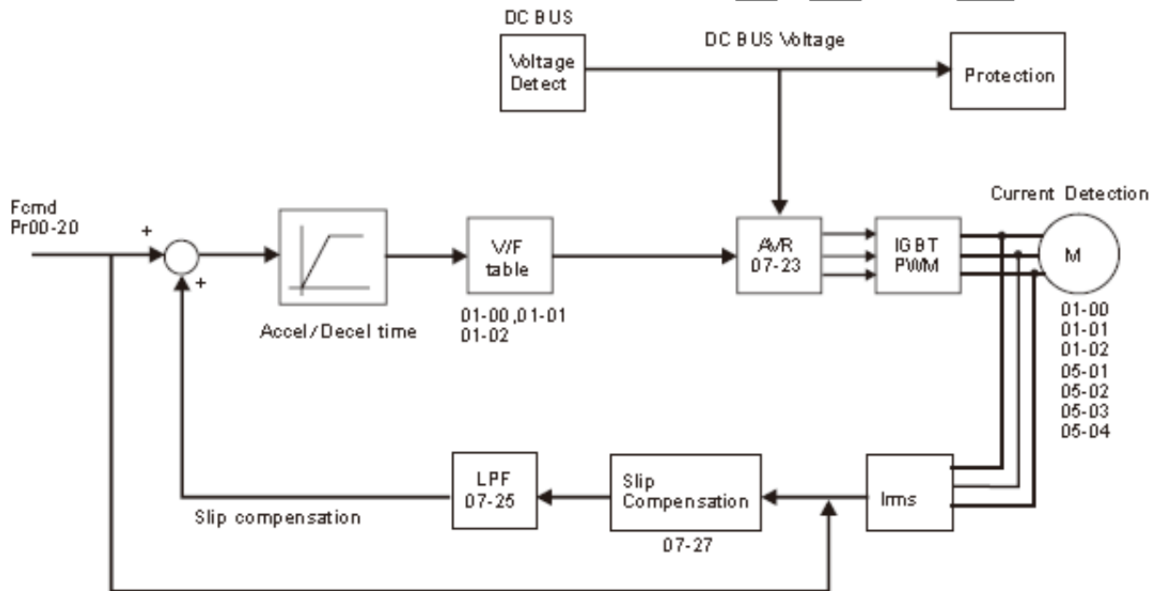 DC BUS
Voltage
Detect
DC BUS Voltage
Protection
Fcmd
Pr00-20
+
+
Accel/Decel time
V/F
table
01-00,01-01
01-02
AVR
07-23
IGBT
PWM
Current Detection
M
01-00
01-01
01-02
05-01
05-02
05-03
05-04
Irms
Slip
Compensation
07-27
LPF
07-25
Slip compensation